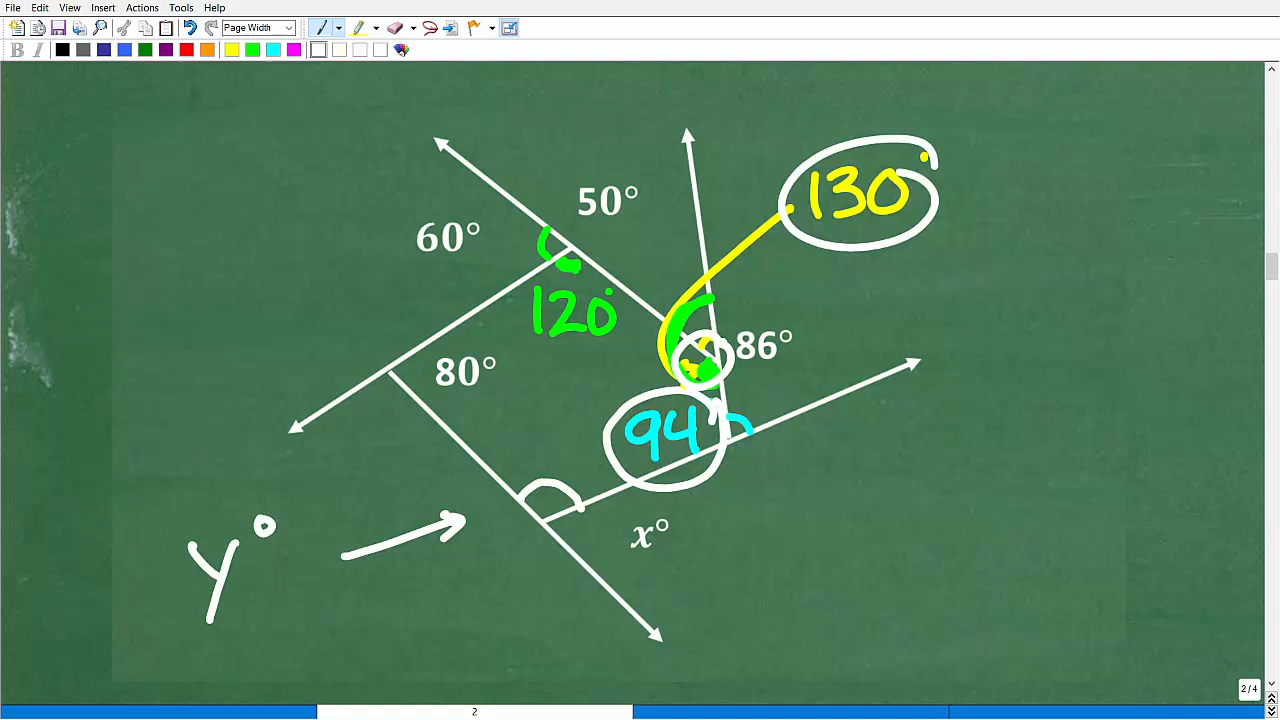 File Edit View Insert Actions Tools Help
Page Width
B I
50°
130°
60°
120°
86°
80°
94°
x°
y°
2/4
2